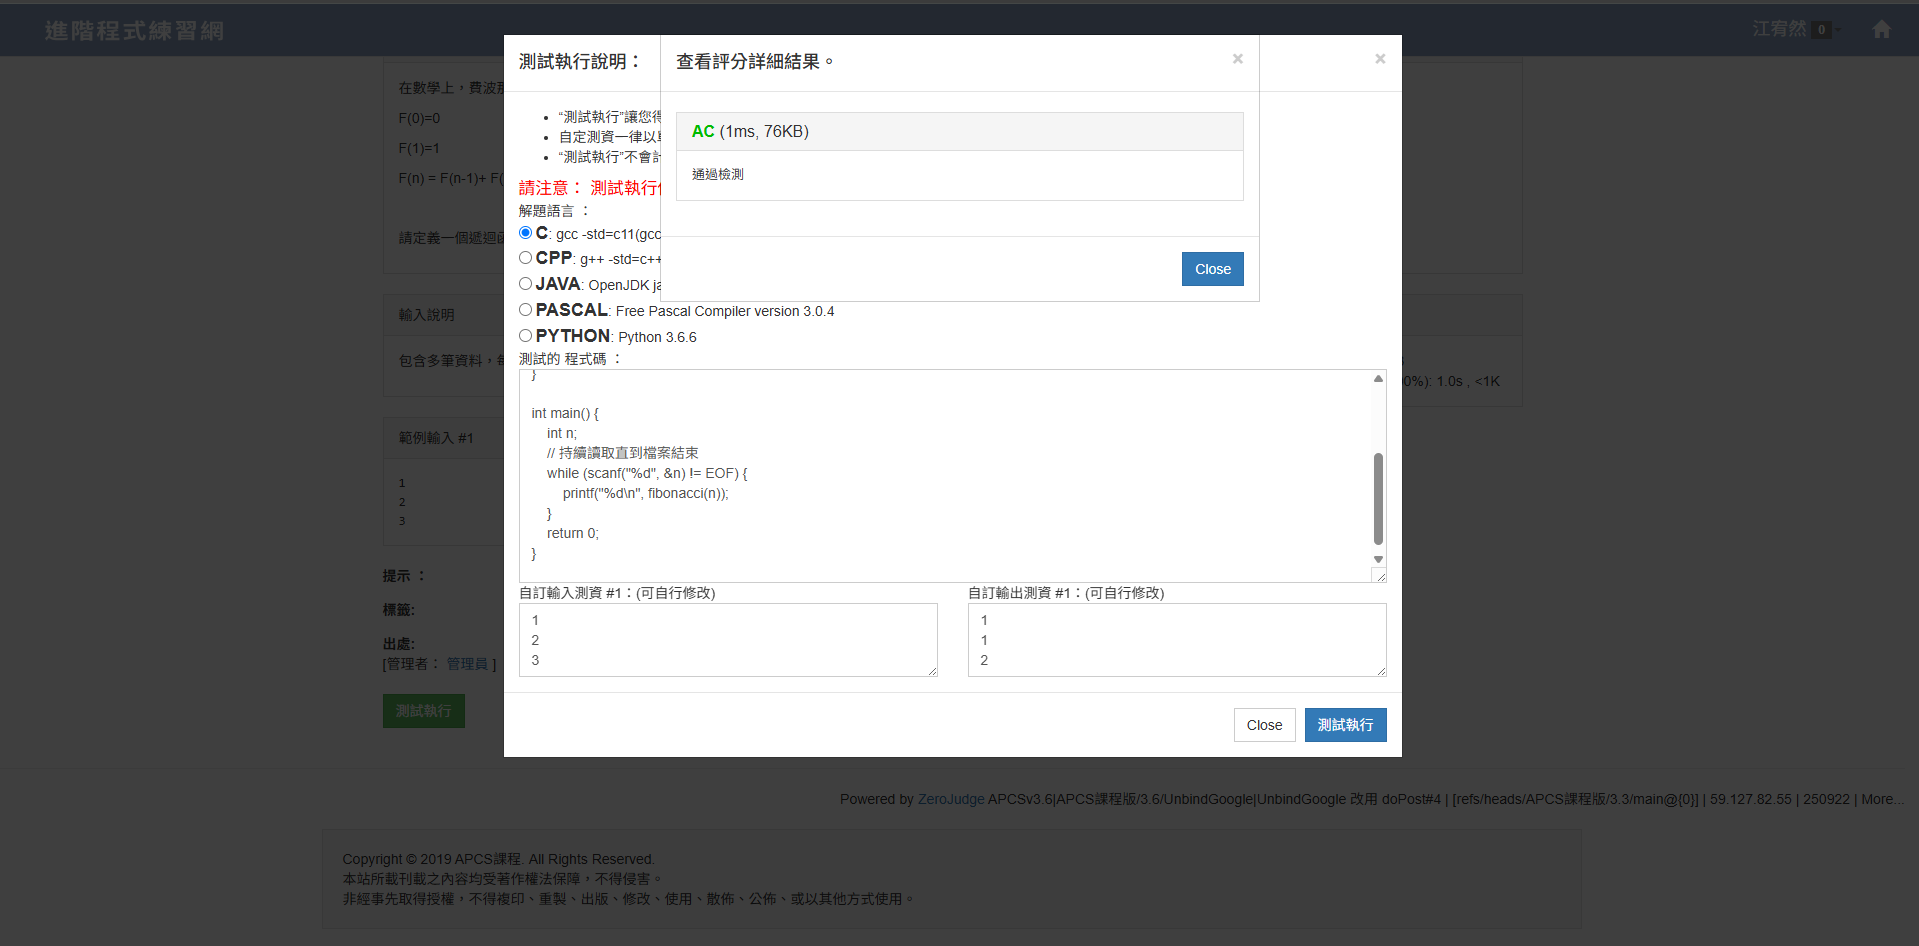 進階程式練習網
江宥然 0
測試執行說明：
查看評分詳細結果。
×
×
在數學上，費波那
F(0)=0
F(1)=1
F(n) = F(n-1)+ F(
請定義一個遞迴函
“測試執行”讓您得
自定測資一律以單
“測試執行”不會計
請注意： 測試執行
解題語言 ：
C: gcc -std=c11(gcc
CPP: g++ -std=c++
JAVA: OpenJDK ja
PASCAL: Free Pascal Compiler version 3.0.4
PYTHON: Python 3.6.6
AC (1ms, 76KB)
通過檢測
Close
輸入說明
包含多筆資料，每
00%): 1.0s , <1K
測試的 程式碼 ：
}
int main() {
int n;
// 持續讀取直到檔案結束
while (scanf("%d", &n) != EOF) {
printf("%d\n", fibonacci(n));
}
return 0;
}
範例輸入 #1
1
2
3
提示 ：
標籤:
出處:
[管理者： 管理員 ]
測試執行
自訂輸入測資 #1：(可自行修改)
1
2
3
自訂輸出測資 #1：(可自行修改)
1
1
2
Close
測試執行
Powered by ZeroJudge APCSv3.6|APCS課程版/3.6/UnbindGoogle|UnbindGoogle 改用 doPost#4 | [refs/heads/APCS課程版/3.3/main@{0}] | 59.127.82.55 | 250922 | More...
Copyright © 2019 APCS課程. All Rights Reserved.
本站所載刊載之內容均受著作權法保障，不得侵害。
非經事先取得授權，不得複印、重製、出版、修改、使用、散佈、公佈、或以其他方式使用。